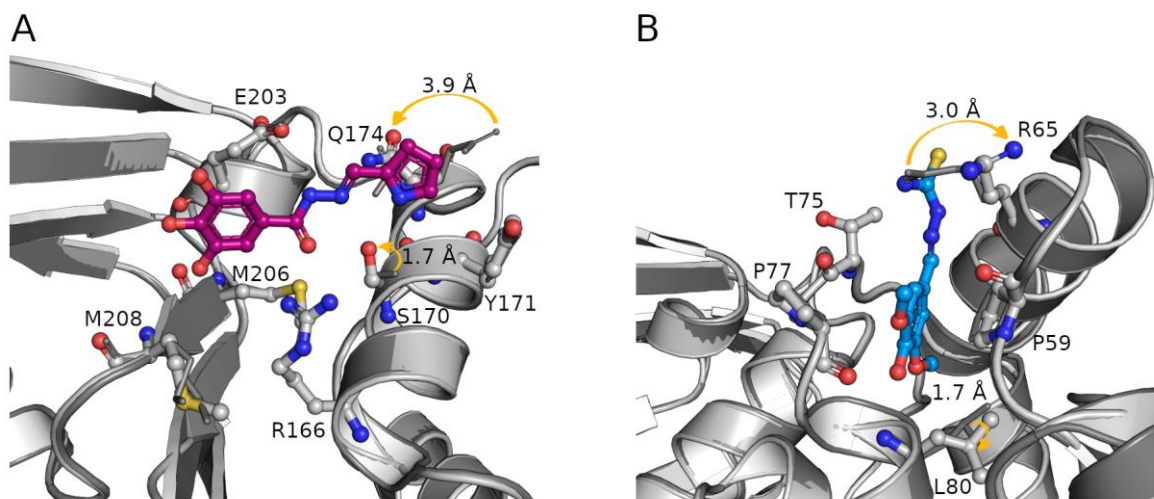 A
E203
3.9 Å
Q174
1.7 Å
M206
Y171
M208
S170
R166
B
3.0 Å
R65
T75
P77
P59
1.7 Å
L80